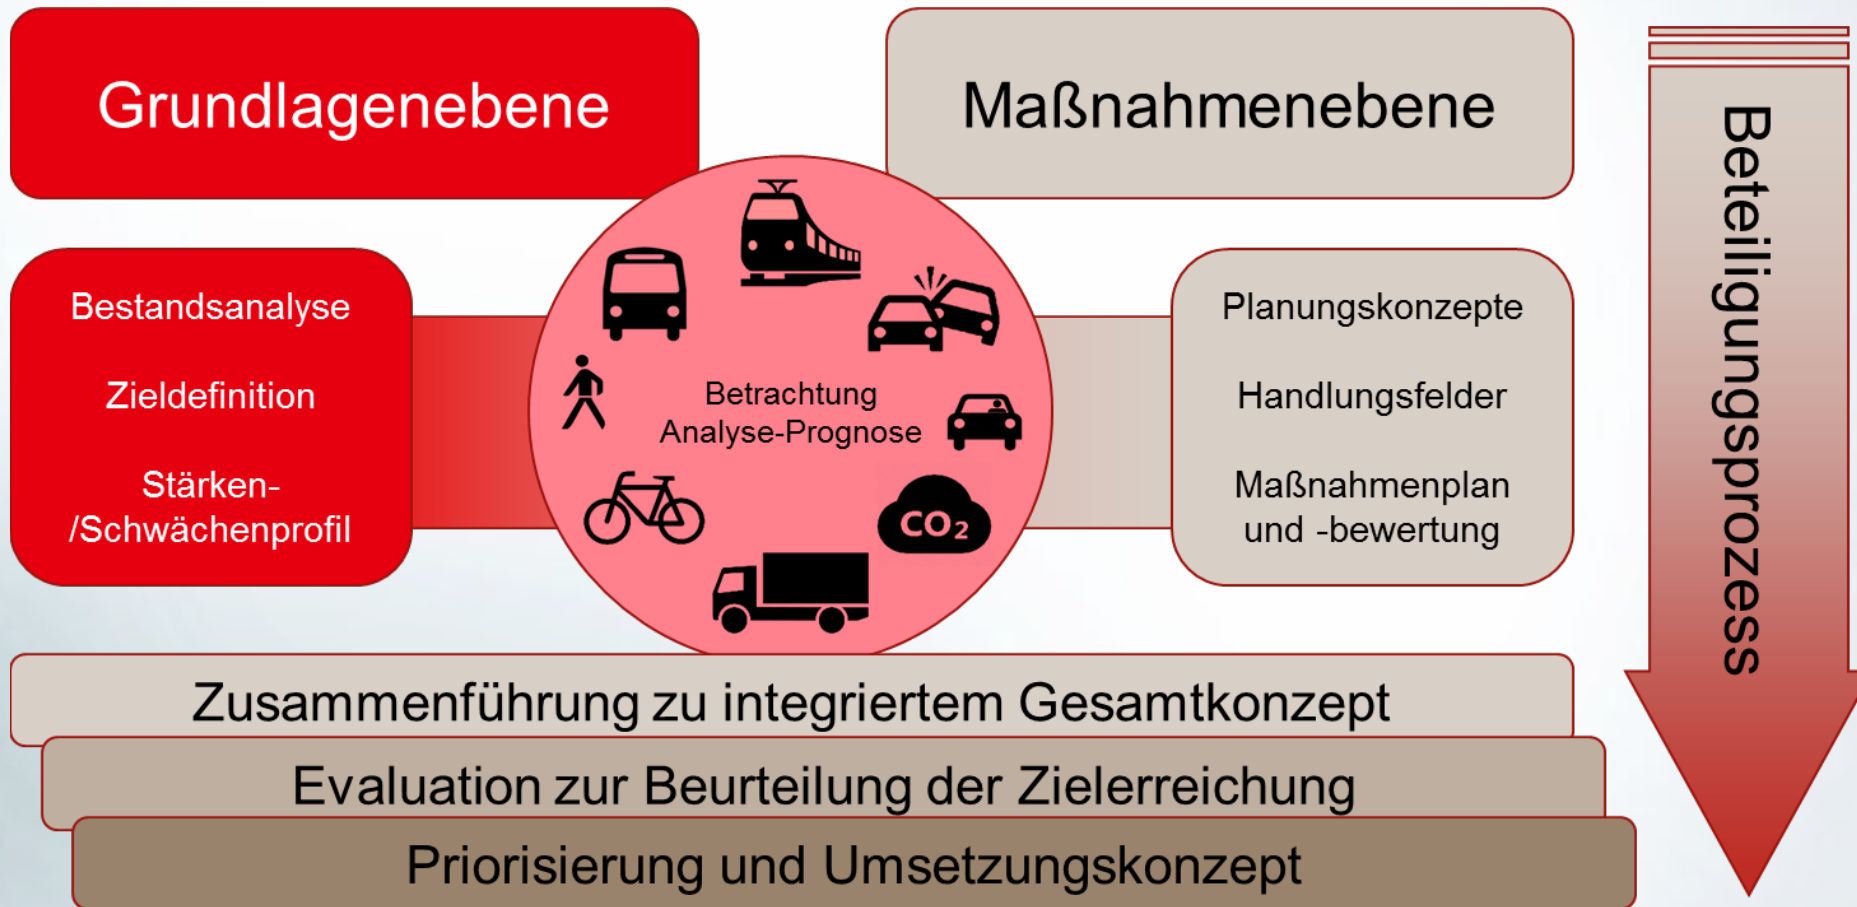 Grundlagenebene
Maßnahmenebene
Bestandsanalyse
Zieldefinition
Stärken-
/Schwächenprofil
Betrachtung
Analyse-Prognose
CO₂
Planungskonzepte
Handlungsfelder
Maßnahmenplan
und -bewertung
Zusammenführung zu integriertem Gesamtkonzept
Evaluation zur Beurteilung der Zielerreichung
Priorisierung und Umsetzungskonzept
Beteiligungsprozess